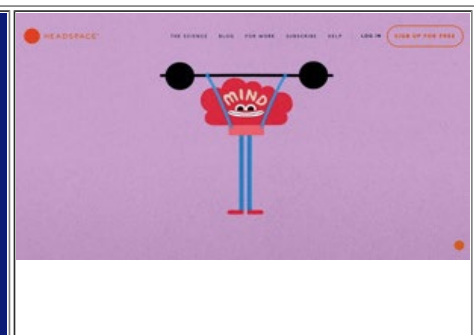 HEADSPACE®
THE SCIENCE BLOG FOR WORK SUBSCRIBE HELP LOG IN SIGN UP FOR FREE
MIND